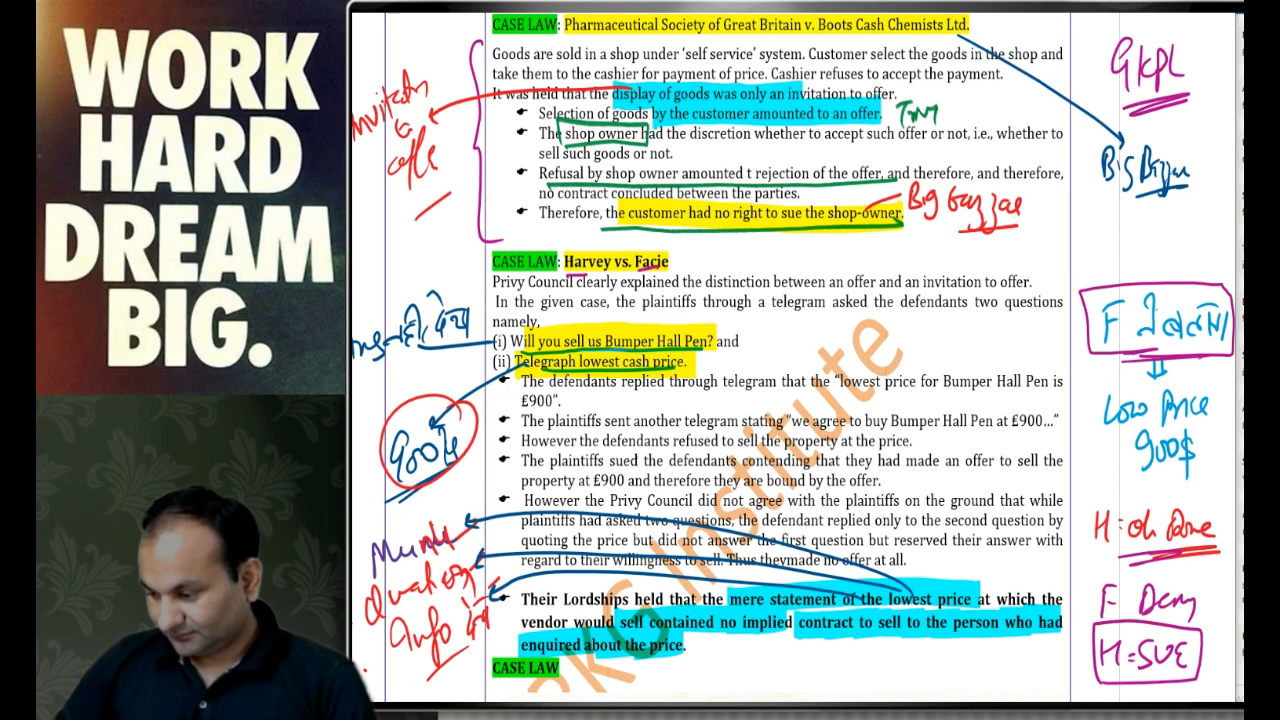 WORK
HARD
DREAM
BIG.
CASE LAW: Pharmaceutical Society of Great Britain v. Boots Cash Chemists Ltd.
Goods are sold in a shop under ‘self service’ system. Customer select the goods in the shop and
take them to the cashier for payment of price. Cashier refuses to accept the payment.
It was held that the display of goods was only an invitation to offer.
Selection of goods by the customer amounted to an offer.
The shop owner had the discretion whether to accept such offer or not, i.e., whether to
sell such goods or not.
Refusal by shop owner amounted t rejection of the offer, and therefore, and therefore,
no contract concluded between the parties.
Therefore, the customer had no right to sue the shop-owner.
CASE LAW: Harvey vs. Facie
Privy Council clearly explained the distinction between an offer and an invitation to offer.
In the given case, the plaintiffs through a telegram asked the defendants two questions
namely,
(i) Will you sell us Bumper Hall Pen? and
(ii) Telegraph lowest cash price.
The defendants replied through telegram that the “lowest price for Bumper Hall Pen is
£900”.
The plaintiffs sent another telegram stating “we agree to buy Bumper Hall Pen at £900...”
However the defendants refused to sell the property at the price.
The plaintiffs sued the defendants contending that they had made an offer to sell the
property at £900 and therefore they are bound by the offer.
However the Privy Council did not agree with the plaintiffs on the ground that while
plaintiffs had asked two questions, the defendant replied only to the second question by
quoting the price but did not answer the first question but reserved their answer with
regard to their willingness to sell. Thus theymade no offer at all.
Their Lordships held that the mere statement of the lowest price at which the
vendor would sell contained no implied contract to sell to the person who had
enquired about the price.
CASE LAW
Institute
GKPL
Low Price
900$
F Deny
H=SUE